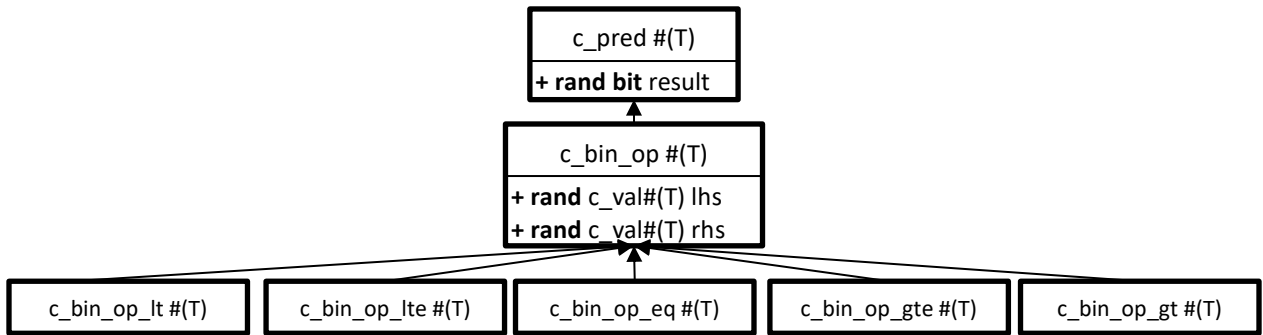 c_pred #(T)
+ rand bit result
c_bin_op #(T)
+ rand c_val#(T) lhs
+ rand c_val#(T) rhs
c_bin_op_lt #(T)
c_bin_op_lte #(T)
c_bin_op_eq #(T)
c_bin_op_gte #(T)
c_bin_op_gt #(T)